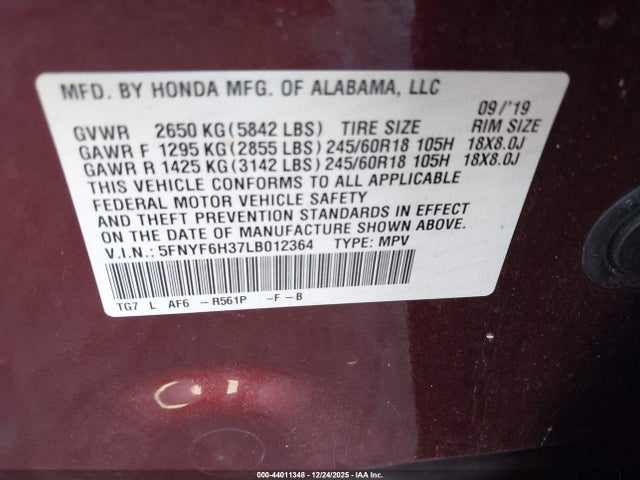 MFD. BY HONDA MFG. OF ALABAMA, LLC
09/'19
GVWR 2650 KG (5842 LBS) TIRE SIZE RIM SIZE
GAWR F 1295 KG (2855 LBS) 245/60R18 105H 18X8.0J
GAWR R 1425 KG (3142 LBS) 245/60R18 105H 18X8.0J
THIS VEHICLE CONFORMS TO ALL APPLICABLE
FEDERAL MOTOR VEHICLE SAFETY
AND THEFT PREVENTION STANDARDS IN EFFECT
ON THE DATE OF MANUFACTURE SHOWN ABOVE.
V.I.N.: 5FNYF6H37LB012364 TYPE: MPV
TG7 L AF6 -R561P -F-B
000-44011348 - 12/24/2025 - IAA Inc.